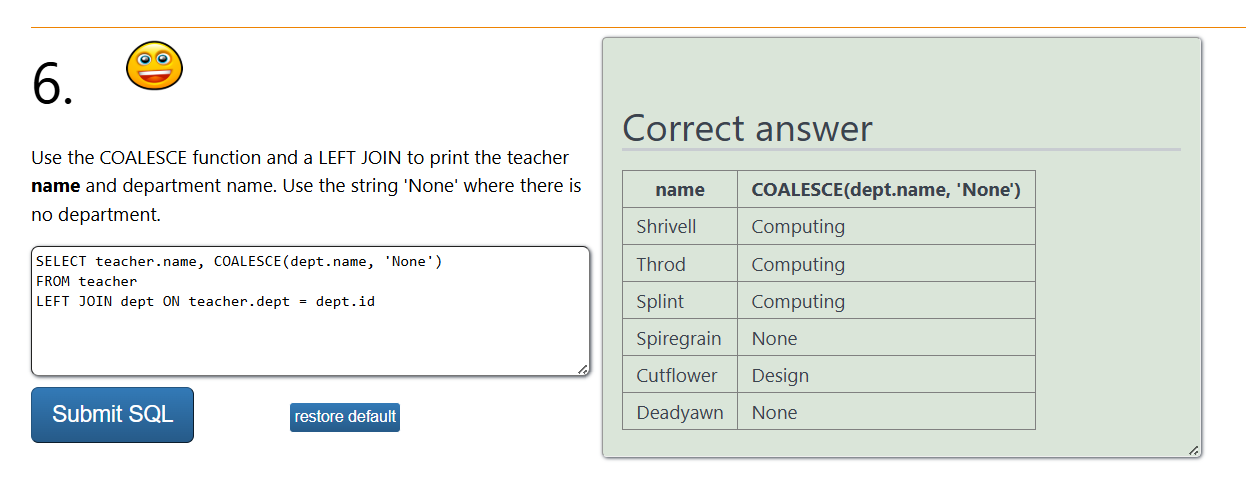 6.
Use the COALESCE function and a LEFT JOIN to print the teacher
name and department name. Use the string 'None' where there is
no department.
SELECT teacher.name, COALESCE(dept.name, 'None')
FROM teacher
LEFT JOIN dept ON teacher.dept = dept.id
Submit SQL
restore default
Correct answer
name COALESCE(dept.name, 'None')
Shrivell Computing
Throd Computing
Splint Computing
Spiregrain None
Cutflower Design
Deadyawn None